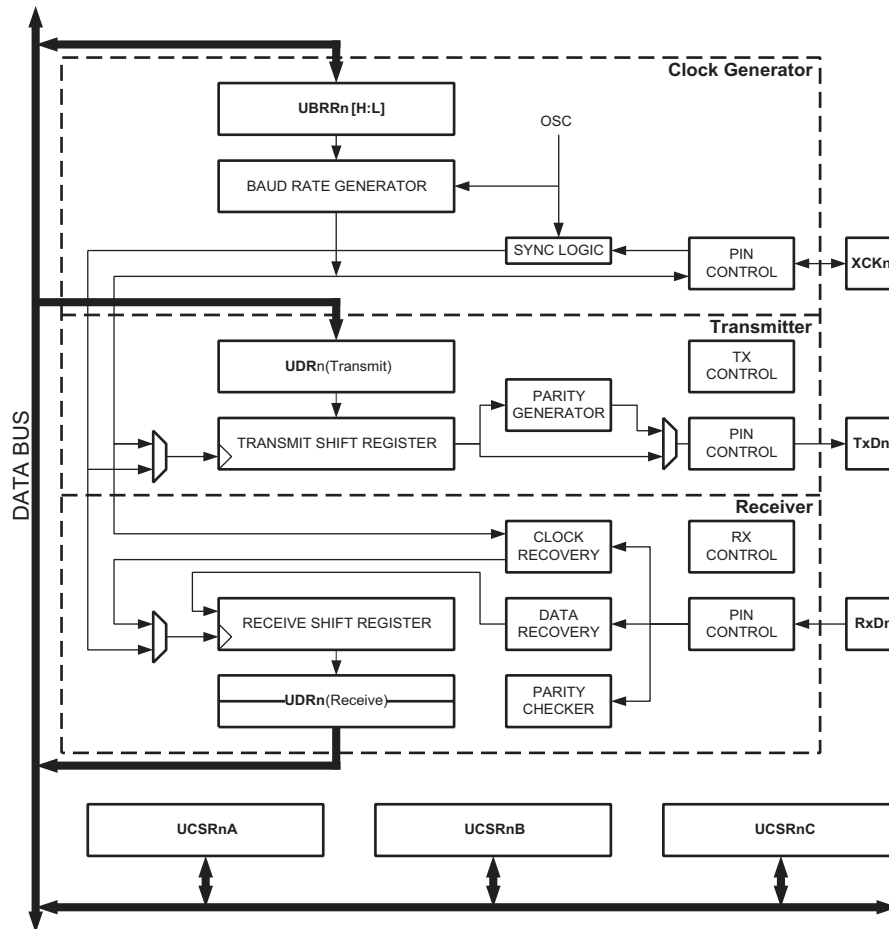 Clock Generator
UBRRn [H:L]
OSC
BAUD RATE GENERATOR
SYNC LOGIC
PIN
CONTROL
XCKn
DATA BUS
Transmitter
UDRn(Transmit)
TX
CONTROL
PARITY
GENERATOR
TRANSMIT SHIFT REGISTER
PIN
CONTROL
TxDn
Receiver
CLOCK
RECOVERY
RX
CONTROL
RECEIVE SHIFT REGISTER
DATA
RECOVERY
PIN
CONTROL
RxDn
UDRn(Receive)
PARITY
CHECKER
UCSRnA
UCSRnB
UCSRnC